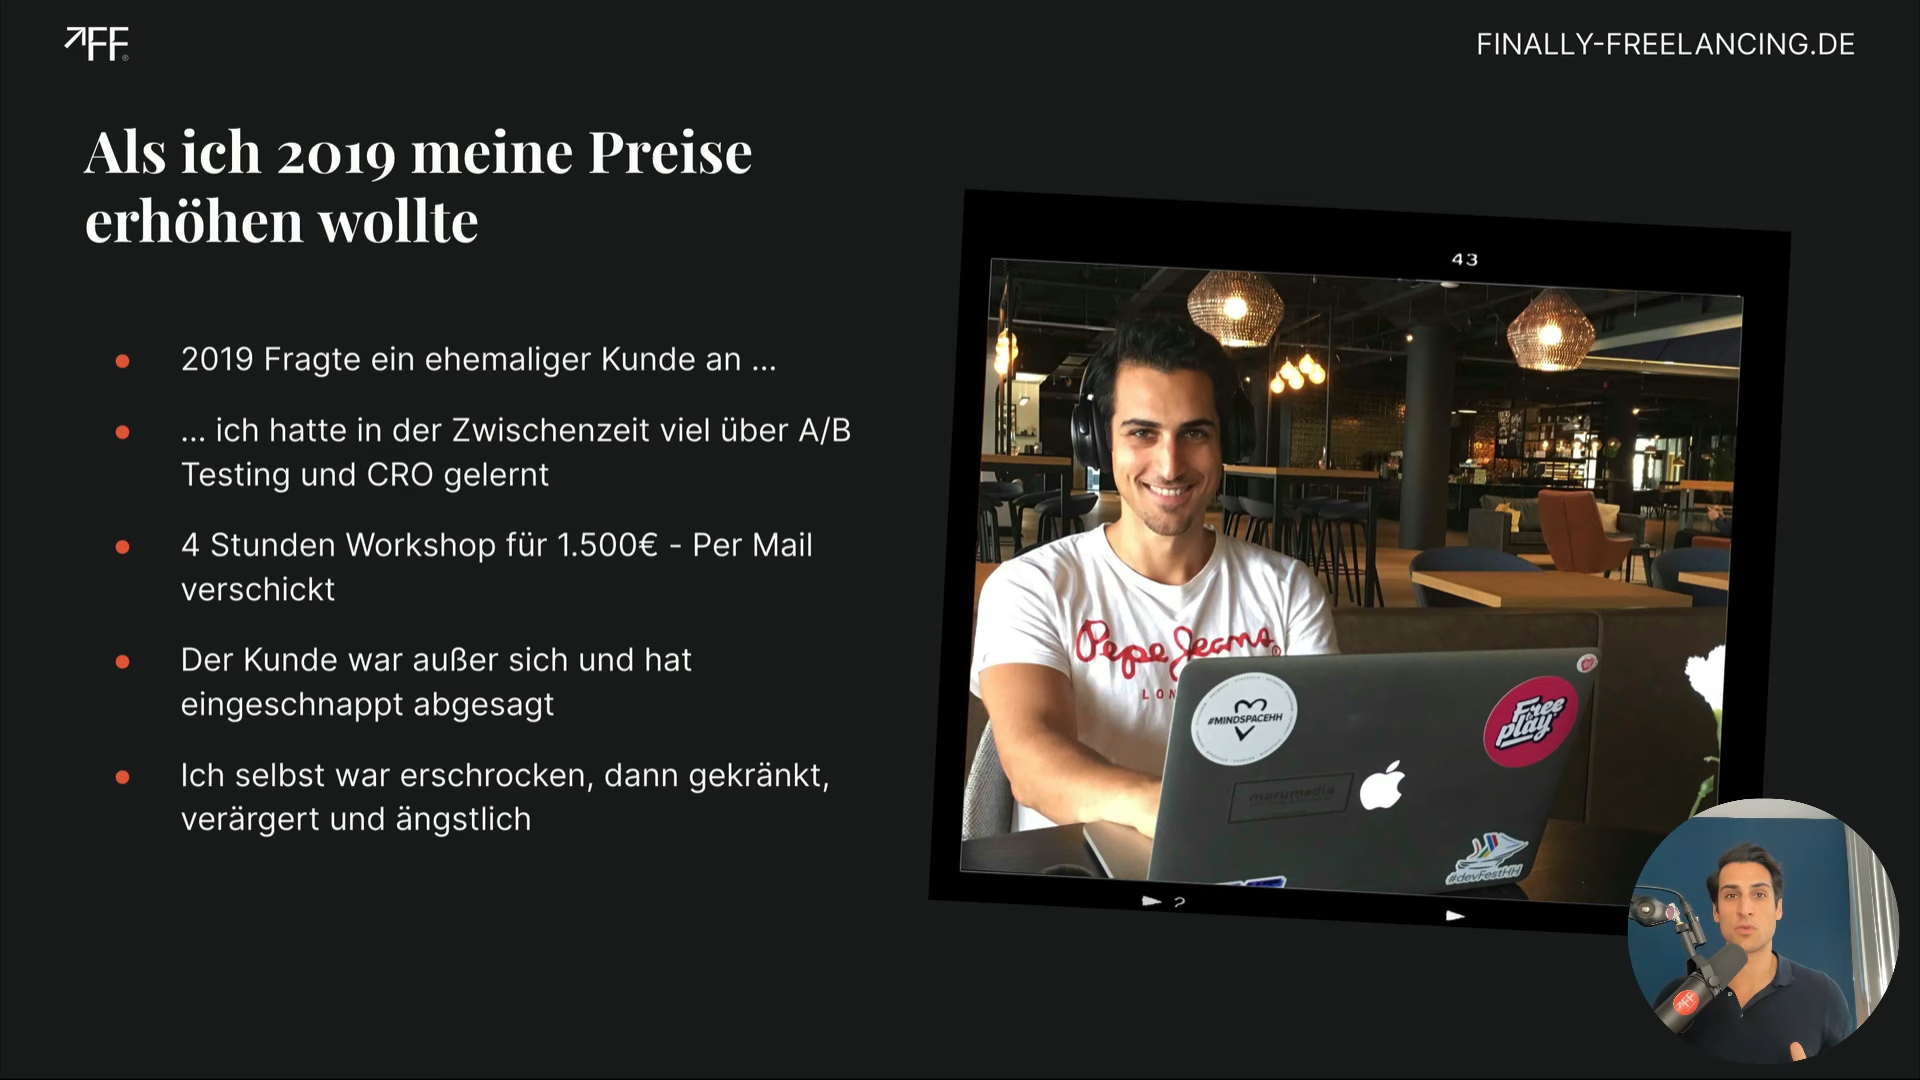 FF
FINALLY-FREELANCING.DE
Als ich 2019 meine Preise
erhöhen wollte
2019 Fragte ein ehemaliger Kunde an ...
... ich hatte in der Zwischenzeit viel über A/B
Testing und CRO gelernt
4 Stunden Workshop für 1.500€ - Per Mail
verschickt
Der Kunde war außer sich und hat
eingeschnappt abgesagt
Ich selbst war erschrocken, dann gekränkt,
verärgert und ängstlich
43
Pepe Jeans
LON
#MINDSPACEHH
Free
play
marumedia
#devFestHH
FF